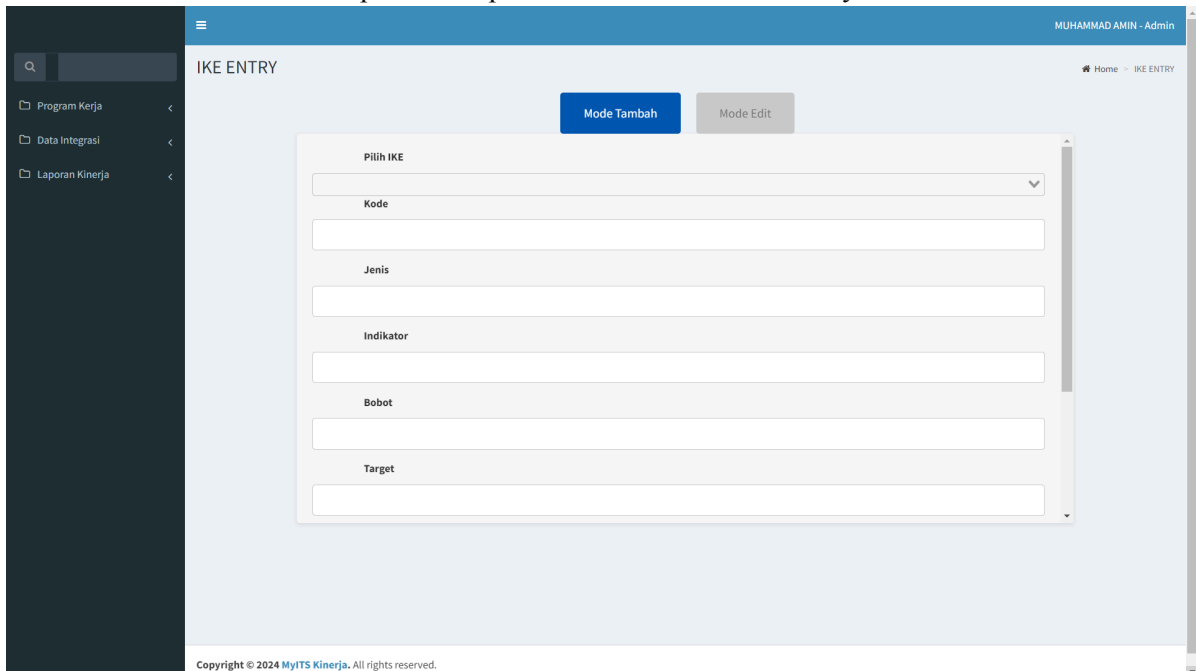 MUHAMMAD AMIN - Admin
IKE ENTRY
Home > IKE ENTRY
Program Kerja
Data Integrasi
Laporan Kinerja
Mode Tambah
Mode Edit
Pilih IKE
Kode
Jenis
Indikator
Bobot
Target
Copyright © 2024 MyITS Kinerja. All rights reserved.